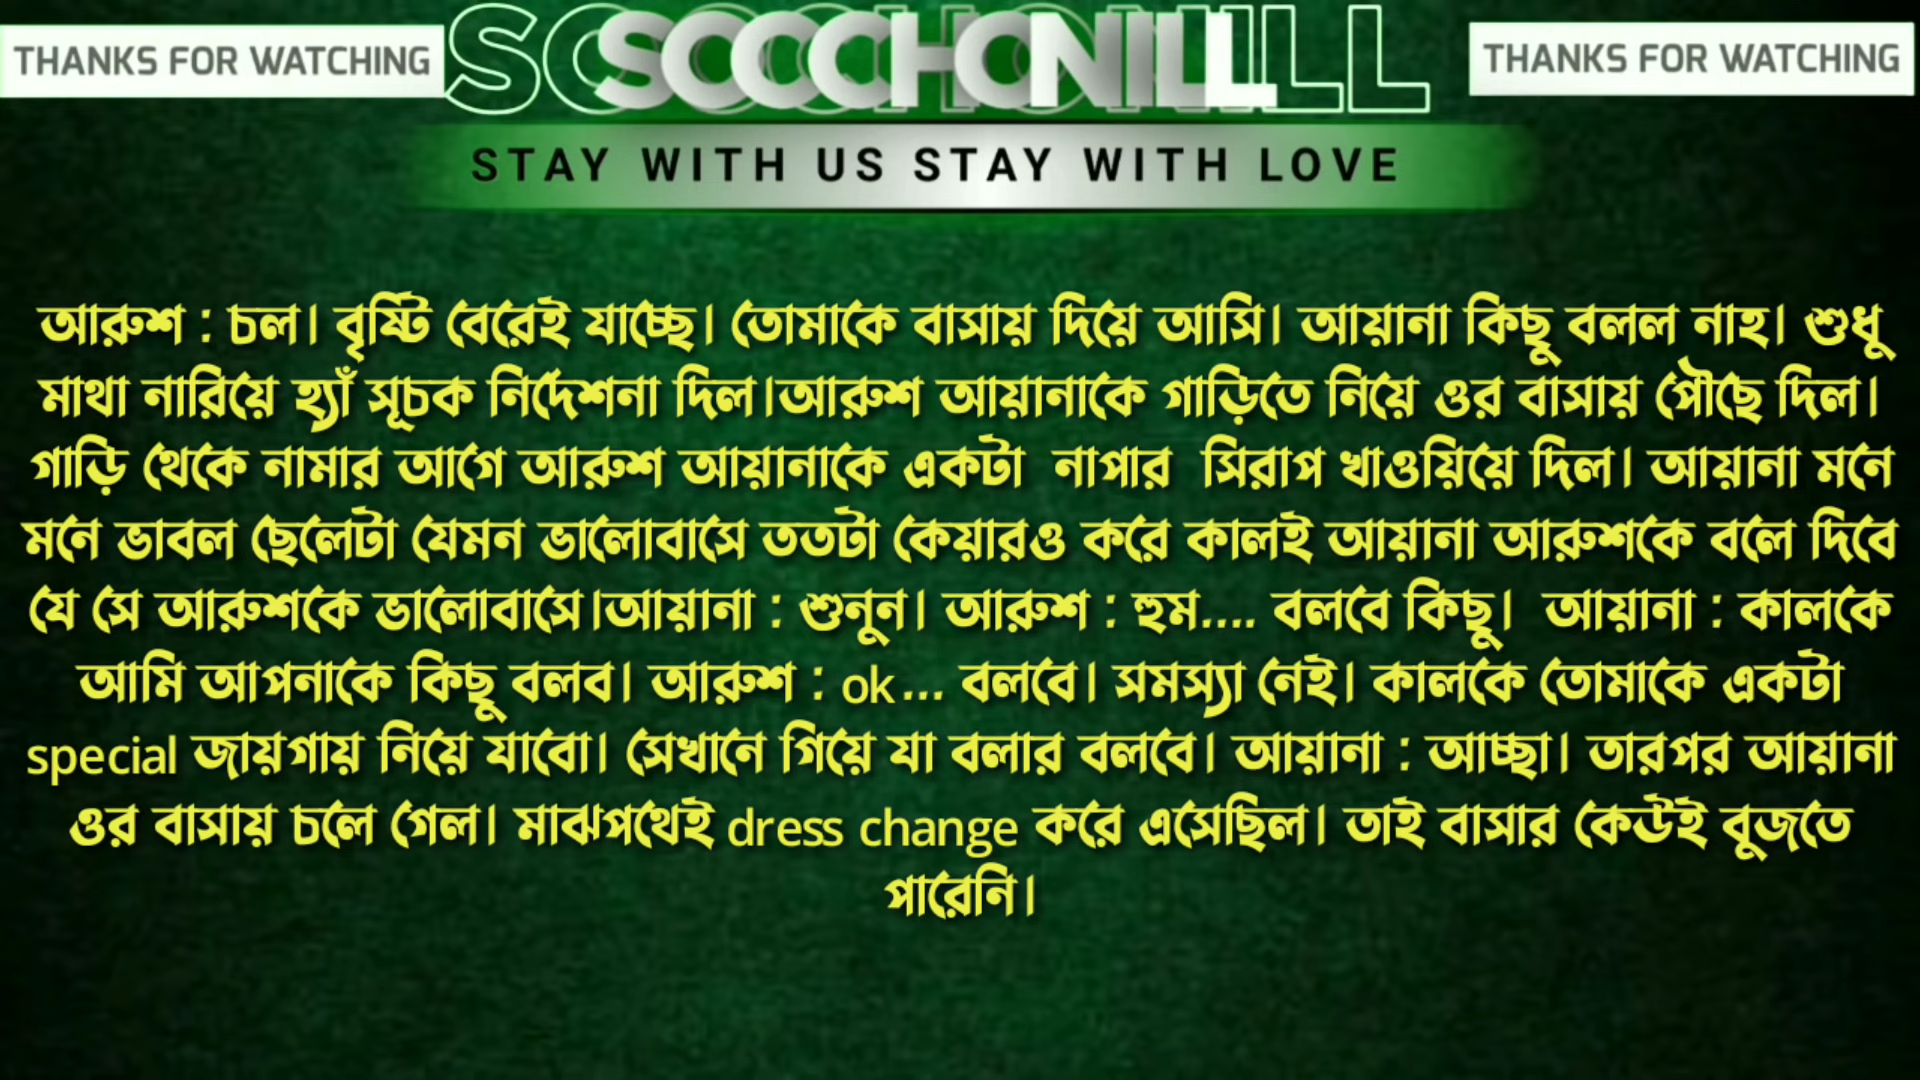 THANKS FOR WATCHING
THANKS FOR WATCHING
STAY WITH US STAY WITH LOVE
আরুশ : চল। বৃষ্টি বেরেই যাচ্ছে। তোমাকে বাসায় দিয়ে আসি। আয়ানা কিছু বলল নাহ। শুধু
মাথা নারিয়ে হ্যাঁ সূচক নির্দেশনা দিল।আরুশ আয়ানাকে গাড়িতে নিয়ে ওর বাসায় পৌছে দিল।
গাড়ি থেকে নামার আগে আরুশ আয়ানাকে একটা নাপার সিরাপ খাওয়িয়ে দিল। আয়ানা মনে
মনে ভাবল ছেলেটা যেমন ভালোবাসে ততটা কেয়ারও করে কালই আয়ানা আরুশকে বলে দিবে
যে সে আরুশকে ভালোবাসে।আয়ানা : শুনুন। আরুশ : হুম.... বলবে কিছু। আয়ানা : কালকে
আমি আপনাকে কিছু বলব। আরুশ : ok... বলবে। সমস্যা নেই। কালকে তোমাকে একটা
special জায়গায় নিয়ে যাবো। সেখানে গিয়ে যা বলার বলবে। আয়ানা : আচ্ছা। তারপর আয়ানা
ওর বাসায় চলে গেল। মাঝপথেই dress change করে এসেছিল। তাই বাসার কেউই বুজতে
পারেনি।